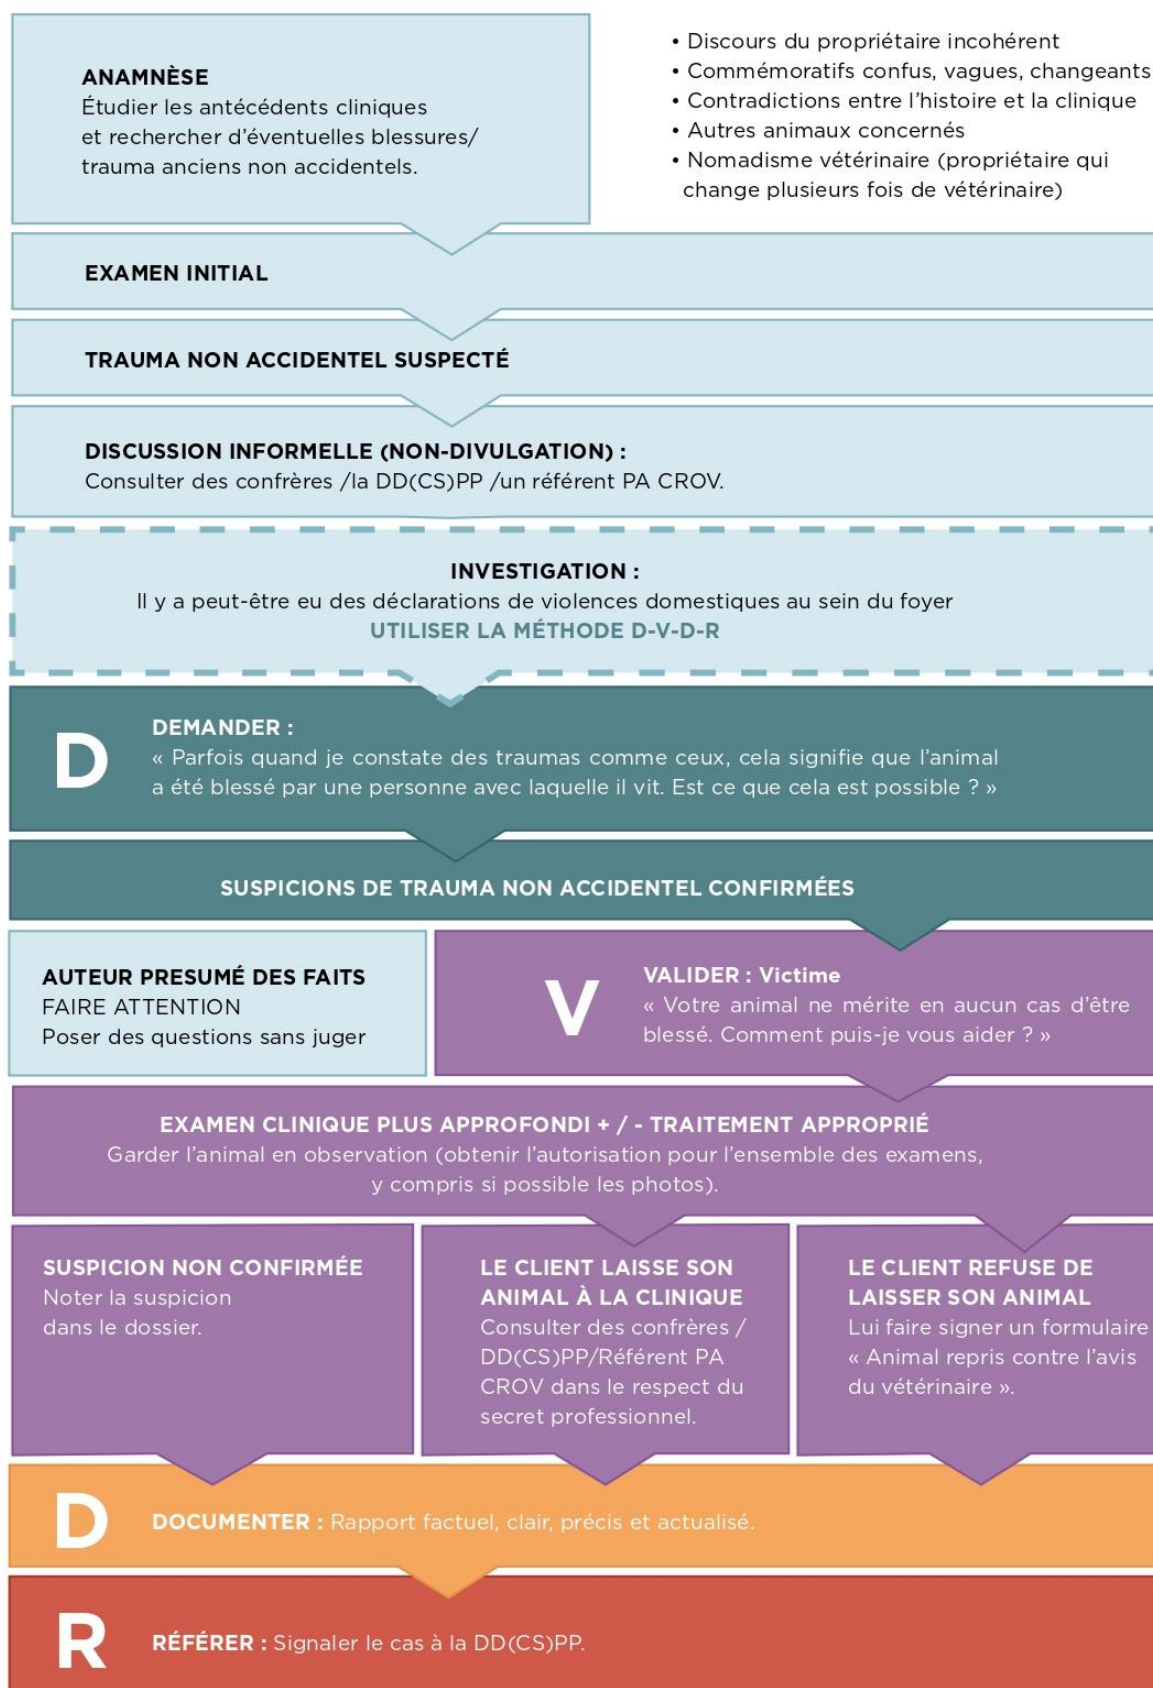 ANAMNÈSE
Étudier les antécédents cliniques
et rechercher d'éventuelles blessures/
trauma anciens non accidentels.
• Discours du propriétaire incohérent
• Commémoratifs confus, vagues, changeants
• Contradictions entre l'histoire et la clinique
• Autres animaux concernés
• Nomadisme vétérinaire (propriétaire qui
change plusieurs fois de vétérinaire)
EXAMEN INITIAL
TRAUMA NON ACCIDENTEL SUSPECTÉ
DISCUSSION INFORMELLE (NON-DIVULGATION) :
Consulter des confrères /la DD(CS)PP /un référent PA CROV.
INVESTIGATION :
Il y a peut-être eu des déclarations de violences domestiques au sein du foyer
UTILISER LA MÉTHODE D-V-D-R
D
DEMANDER :
« Parfois quand je constate des traumas comme ceux, cela signifie que l'animal
a été blessé par une personne avec laquelle il vit. Est ce que cela est possible ? »
SUSPICIONS DE TRAUMA NON ACCIDENTEL CONFIRMÉES
AUTEUR PRESUMÉ DES FAITS
FAIRE ATTENTION
Poser des questions sans juger
V
VALIDER : Victime
« Votre animal ne mérite en aucun cas d'être
blessé. Comment puis-je vous aider ? »
EXAMEN CLINIQUE PLUS APPROFONDI + / - TRAITEMENT APPROPRIÉ
Garder l'animal en observation (obtenir l'autorisation pour l'ensemble des examens,
y compris si possible les photos).
SUSPICION NON CONFIRMÉE
Noter la suspicion
dans le dossier.
LE CLIENT LAISSE SON
ANIMAL À LA CLINIQUE
Consulter des confrères /
DD(CS)PP/Référent PA
CROV dans le respect du
secret professionnel.
LE CLIENT REFUSE DE
LAISSER SON ANIMAL
Lui faire signer un formulaire
« Animal repris contre l'avis
du vétérinaire ».
D
DOCUMENTER : Rapport factuel, clair, précis et actualisé.
R
RÉFÉRER : Signaler le cas à la DD(CS)PP.